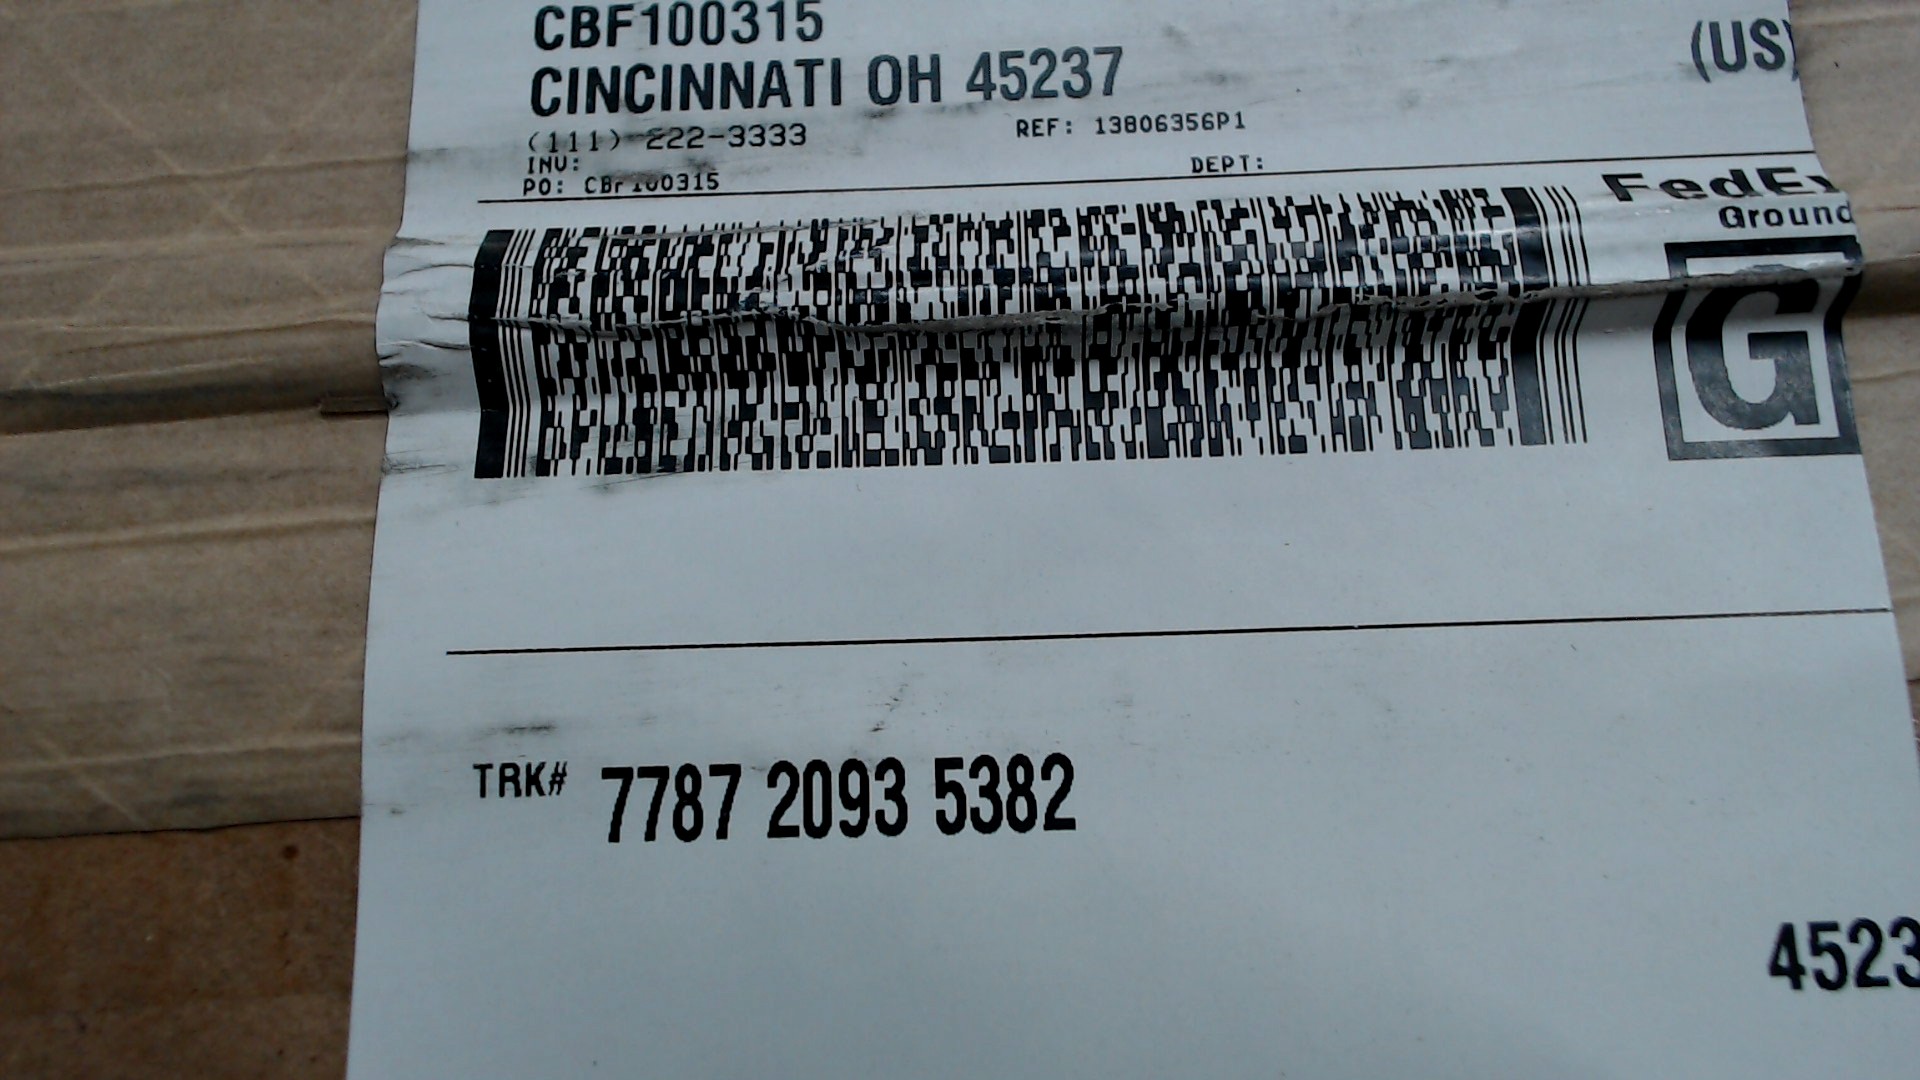 CBF100315
CINCINNATI OH 45237
(US)
(111) 222-3333
REF: 13806356P1
INV:
PO: CBF100315
DEPT:
FedEx
Ground
G
TRK# 7787 2093 5382
4523